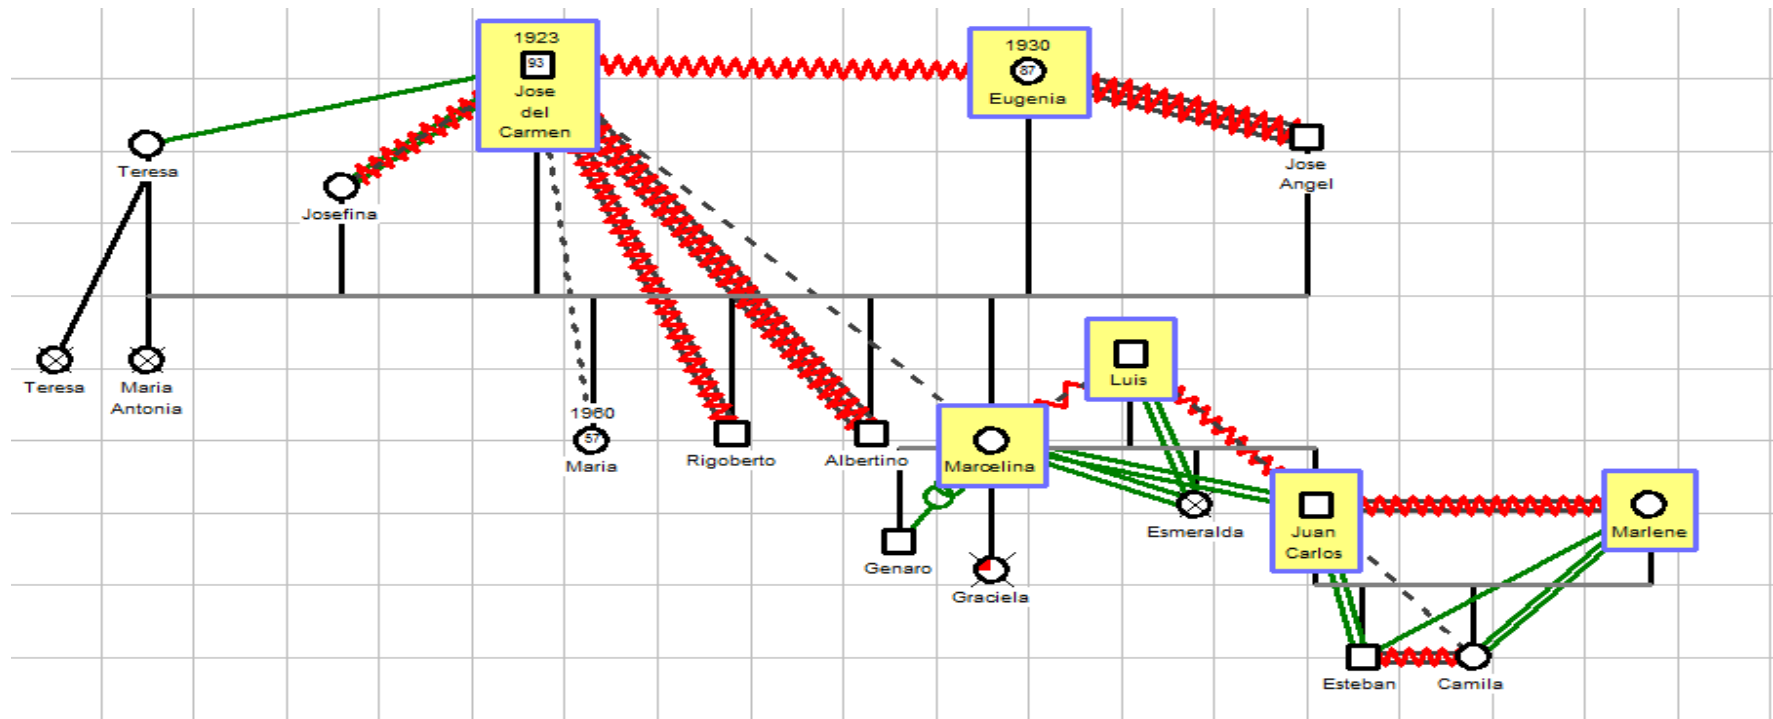 1923
93
Jose
del
Carmen
1930
87
Eugenia
Teresa
Josefina
Jose
Angel
Teresa
Maria
Antonia
1960
57
Maria
Rigoberto
Albertino
Marcelina
Luis
Genaro
Graciela
Esmeralda
Juan
Carlos
Marlene
Esteban
Camila